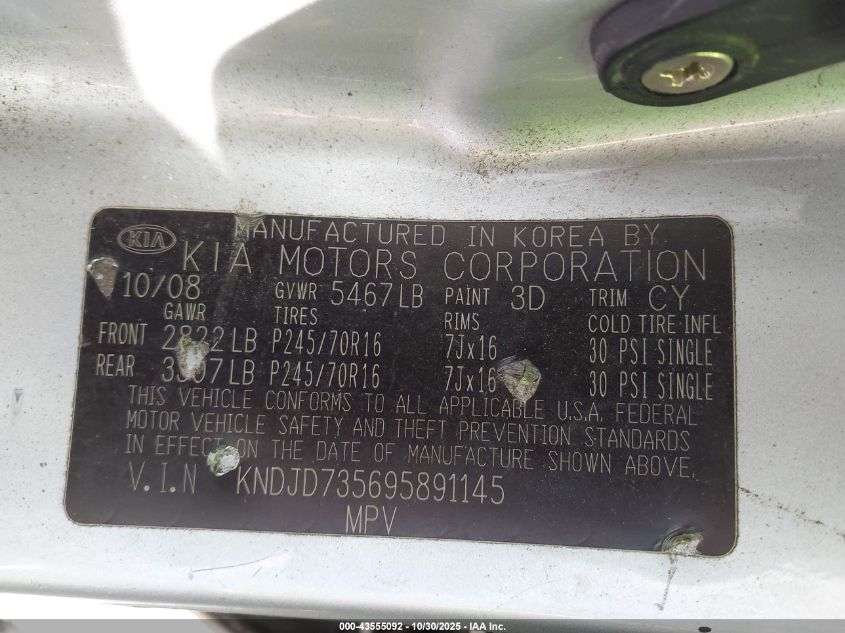 MANUFACTURED IN KOREA BY
KIA KIA MOTORS CORPORATION
10/08 GVWR 5467LB PAINT 3D TRIM CY
GAWR TIRES RIMS COLD TIRE INFL
FRONT 2822LB P245/70R16 7Jx16 30 PSI SINGLE
REAR P245/70R16 7Jx16 30 PSI SINGLE
THIS VEHICLE CONFORMS TO ALL APPLICABLE U.S.A. FEDERAL
MOTOR VEHICLE SAFETY AND THEFT PREVENTION STANDARDS
IN EFFECT ON THE DATE OF MANUFACTURE SHOWN ABOVE.
V.I.N KNDJD735695891145
MPV
000-43555092 - 10/30/2025 - IAA Inc.